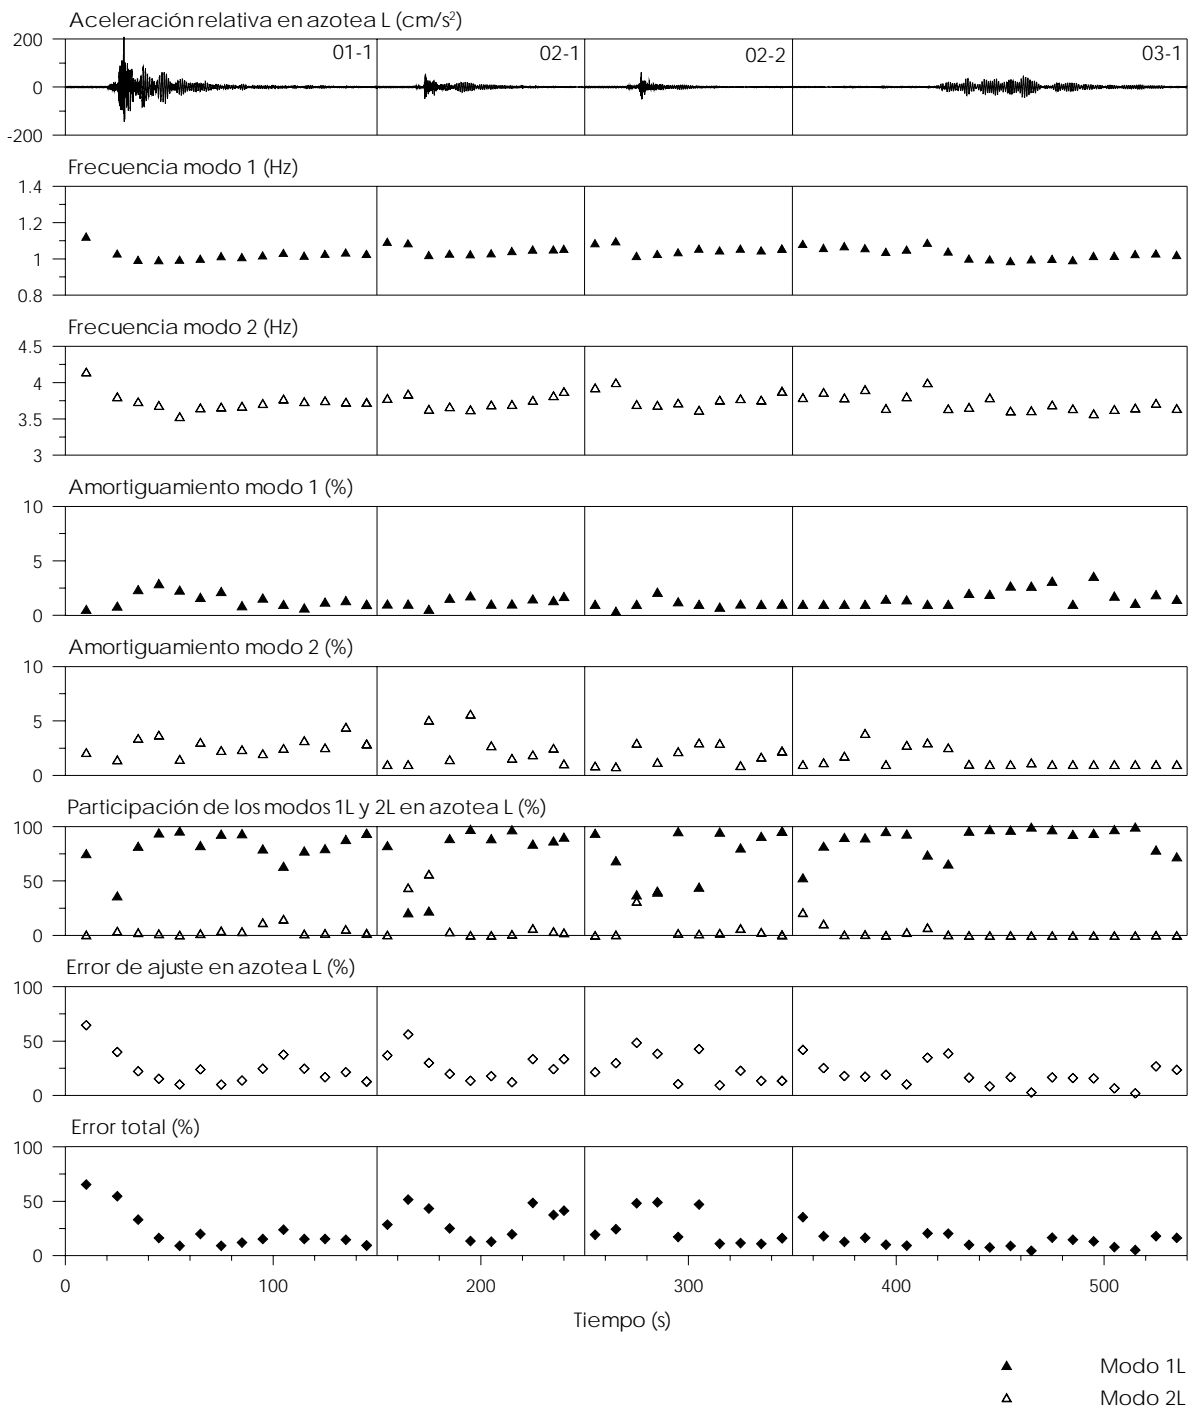 Aceleración relativa en azotea L (cm/s²)
200
0
-200
01-1
02-1
02-2
03-1
Frecuencia modo 1 (Hz)
1.4
1.2
1
0.8
Frecuencia modo 2 (Hz)
4.5
4
3.5
3
Amortiguamiento modo 1 (%)
10
5
0
Amortiguamiento modo 2 (%)
10
5
0
Participación de los modos 1L y 2L en azotea L (%)
100
50
0
Error de ajuste en azotea L (%)
100
50
0
Error total (%)
100
50
0
0 100 200 300 400 500
Tiempo (s)
Modo 1L
Modo 2L